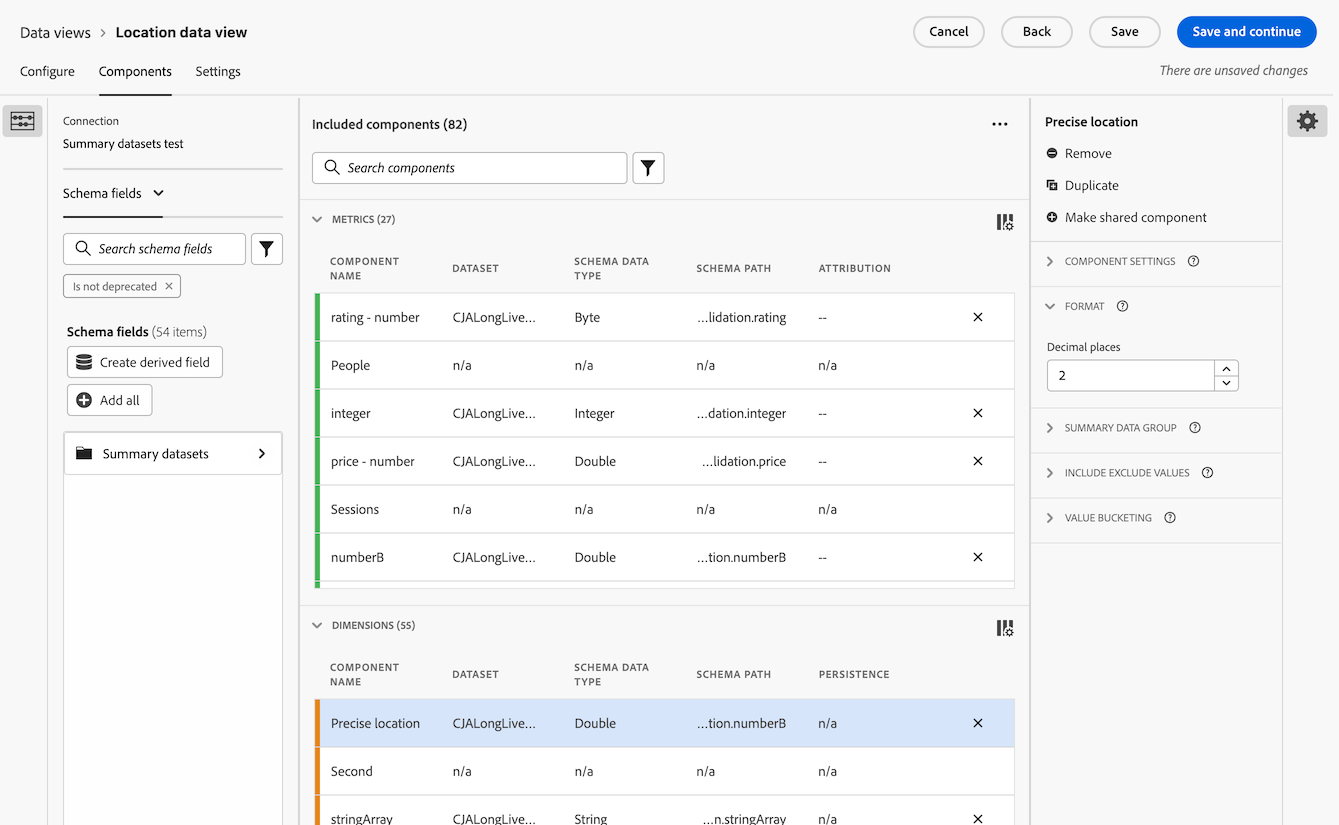 Data views > Location data view
Cancel
Back
Save
Save and continue
Configure
Components
Settings
There are unsaved changes
Connection
Summary datasets test
Schema fields
Search schema fields
Is not deprecated
Schema fields (54 items)
Create derived field
Add all
Summary datasets
Included components (82)
Search components
METRICS (27)
COMPONENT NAME DATASET SCHEMA DATA TYPE SCHEMA PATH ATTRIBUTION
rating - number CJALongLive... Byte ...lidation.rating --
People n/a n/a n/a n/a
integer CJALongLive... Integer ...dation.integer --
price - number CJALongLive... Double ...lidation.price --
Sessions n/a n/a n/a n/a
numberB CJALongLive... Double ...tion.numberB --
DIMENSIONS (55)
COMPONENT NAME DATASET SCHEMA DATA TYPE SCHEMA PATH PERSISTENCE
Precise location CJALongLive... Double ...tion.numberB n/a
Second n/a n/a n/a n/a
stringArray CJALongLive... String ...n.stringArray n/a
Precise location
Remove
Duplicate
Make shared component
COMPONENT SETTINGS
FORMAT
Decimal places
2
SUMMARY DATA GROUP
INCLUDE EXCLUDE VALUES
VALUE BUCKETING